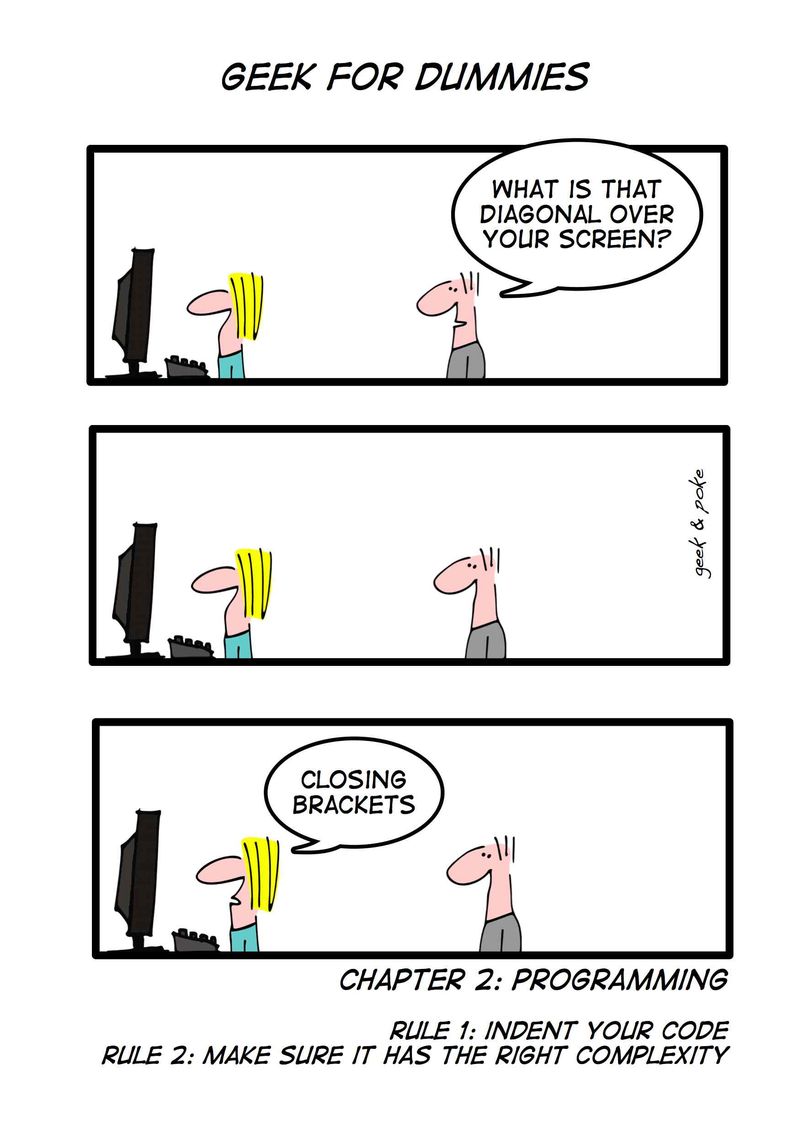 GEEK FOR DUMMIES
WHAT IS THAT
DIAGONAL OVER
YOUR SCREEN?
geek & poke
CLOSING
BRACKETS
CHAPTER 2: PROGRAMMING
RULE 1: INDENT YOUR CODE
RULE 2: MAKE SURE IT HAS THE RIGHT COMPLEXITY